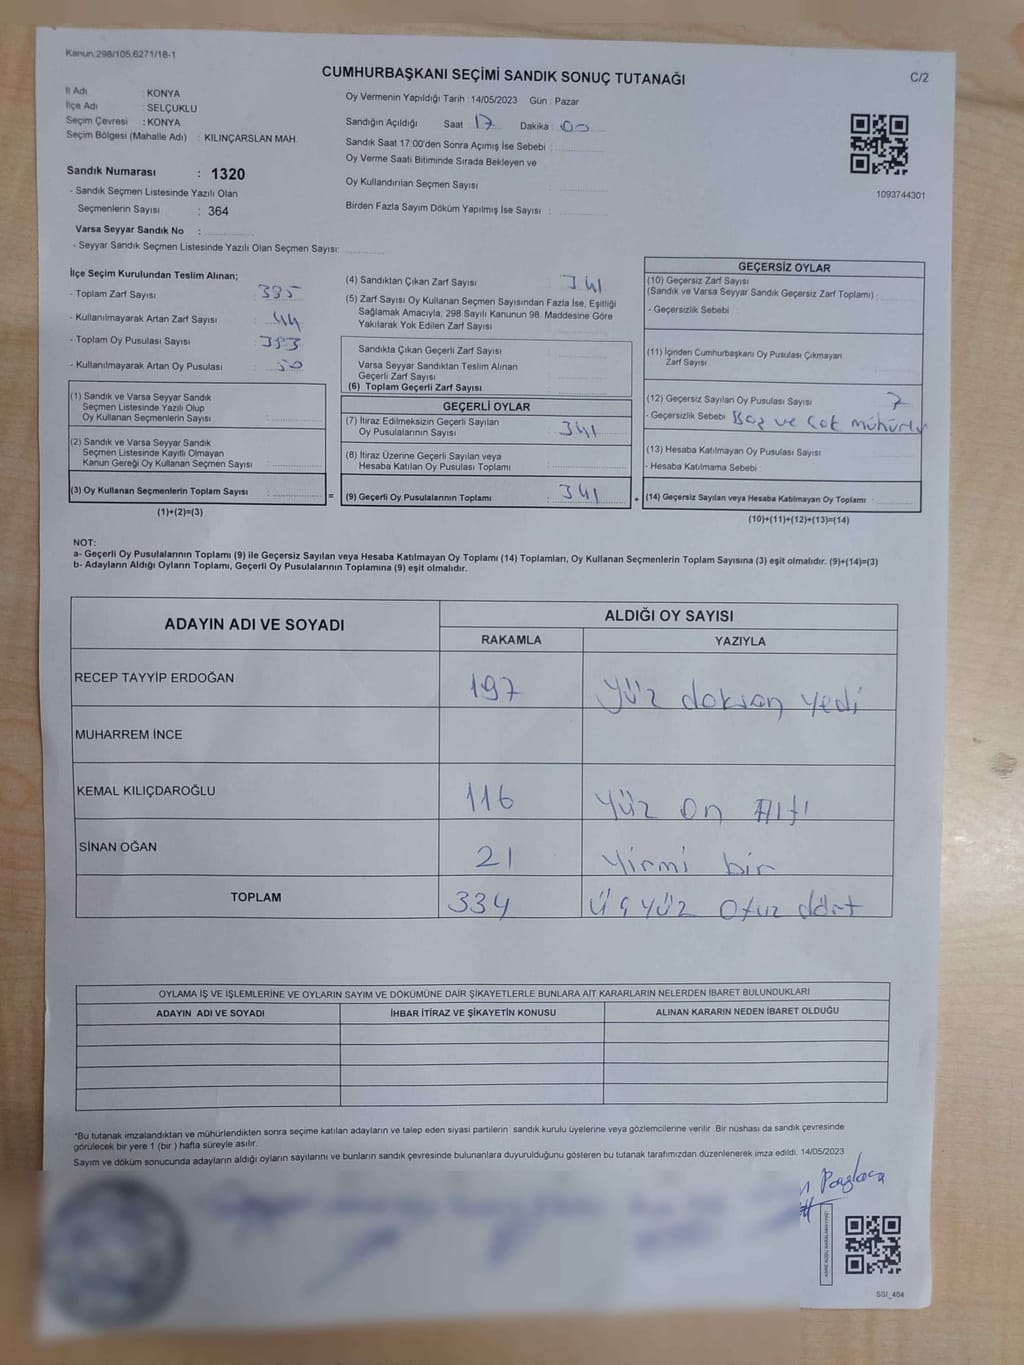 Kanun:298/105.6271/18-1
CUMHURBAŞKANI SEÇİMİ SANDIK SONUÇ TUTANAĞI
C/2
İl Adı : KONYA
İlçe Adı : SELÇUKLU
Seçim Çevresi : KONYA
Seçim Bölgesi (Mahalle Adı) : KILINÇARSLAN MAH.
Sandık Numarası : 1320
- Sandık Seçmen Listesinde Yazılı Olan
Seçmenlerin Sayısı : 364
Varsa Seyyar Sandık No :
- Seyyar Sandık Seçmen Listesinde Yazılı Olan Seçmen Sayısı:
Oy Vermenin Yapıldığı Tarih : 14/05/2023 Gün : Pazar
Sandığın Açıldığı Saat : 17 Dakika : 00
Sandık Saat 17:00'den Sonra Açılmış İse Sebebi :
Oy Verme Saati Bitiminde Sırada Bekleyen ve
Oy Kullandırılan Seçmen Sayısı :
Birden Fazla Sayım Döküm Yapılmış İse Sayısı :
1093744301
İlçe Seçim Kurulundan Teslim Alınan;
- Toplam Zarf Sayısı : 385
- Kullanılmayarak Artan Zarf Sayısı : 44
- Toplam Oy Pusulası Sayısı :
- Kullanılmayarak Artan Oy Pusulası : 50
(1) Sandık ve Varsa Seyyar Sandık
Seçmen Listesinde Yazılı Olup
Oy Kullanan Seçmenlerin Sayısı :
(2) Sandık ve Varsa Seyyar Sandık
Seçmen Listesinde Kayıtlı Olmayan
Kanun Gereği Oy Kullanan Seçmen Sayısı :
(3) Oy Kullanan Seçmenlerin Toplam Sayısı :
(1)+(2)=(3)
=
(4) Sandıktan Çıkan Zarf Sayısı : 341
(5) Zarf Sayısı Oy Kullanan Seçmen Sayısından Fazla İse, Eşitliği
Sağlamak Amacıyla, 298 Sayılı Kanunun 98. Maddesine Göre
Yakılarak Yok Edilen Zarf Sayısı :
Sandıkta Çıkan Geçerli Zarf Sayısı :
Varsa Seyyar Sandıktan Teslim Alınan
Geçerli Zarf Sayısı :
(6) Toplam Geçerli Zarf Sayısı :
GEÇERLİ OYLAR
(7) İtiraz Edilmeksizin Geçerli Sayılan
Oy Pusulalarının Sayısı : 341
(8) İtiraz Üzerine Geçerli Sayılan veya
Hesaba Katılan Oy Pusulası Toplamı :
(9) Geçerli Oy Pusulalarının Toplamı : 341
+
GEÇERSİZ OYLAR
(10) Geçersiz Zarf Sayısı
(Sandık ve Varsa Seyyar Sandık Geçersiz Zarf Toplamı) :
- Geçersizlik Sebebi :
(11) İçinden Cumhurbaşkanı Oy Pusulası Çıkmayan
Zarf Sayısı :
(12) Geçersiz Sayılan Oy Pusulası Sayısı : 7
- Geçersizlik Sebebi : Boş ve çok mühürlü
(13) Hesaba Katılmayan Oy Pusulası Sayısı :
- Hesaba Katılmama Sebebi :
(14) Geçersiz Sayılan veya Hesaba Katılmayan Oy Toplamı :
(10)+(11)+(12)+(13)=(14)
NOT:
a- Geçerli Oy Pusulalarının Toplamı (9) ile Geçersiz Sayılan veya Hesaba Katılmayan Oy Toplamı (14) Toplamları, Oy Kullanan Seçmenlerin Toplam Sayısına (3) eşit olmalıdır. (9)+(14)=(3)
b- Adayların Aldığı Oyların Toplamı, Geçerli Oy Pusulalarının Toplamına (9) eşit olmalıdır.
ADAYIN ADI VE SOYADI ALDIĞI OY SAYISI
RAKAMLA YAZIYLA
RECEP TAYYİP ERDOĞAN 197 Yüz doksan yedi
MUHARREM İNCE
KEMAL KILIÇDAROĞLU 116 Yüz on Altı
SİNAN OĞAN 21 Yirmi bir
TOPLAM 334 Üçyüz otuz dört
OYLAMA İŞ VE İŞLEMLERİNE VE OYLARIN SAYIM VE DÖKÜMÜNE DAİR ŞİKAYETLERLE BUNLARA AİT KARARLARIN NELERDEN İBARET BULUNDUKLARI
ADAYIN ADI VE SOYADI İHBAR İTİRAZ VE ŞİKAYETİN KONUSU ALINAN KARARIN NEDEN İBARET OLDUĞU
*Bu tutanak imzalandıktan ve mühürlendikten sonra seçime katılan adayların ve talep eden siyasi partilerin sandık kurulu üyelerine veya gözlemcilerine verilir. Bir nüshası da sandık çevresinde
görülecek bir yere 1 (bir ) hafta süreyle asılır.
Sayım ve döküm sonucunda adayların aldığı oyların sayılarını ve bunların sandık çevresinde bulunanlara duyurulduğunu gösteren bu tutanak tarafımızdan düzenlenerek imza edildi. 14/05/2023
SSI_404